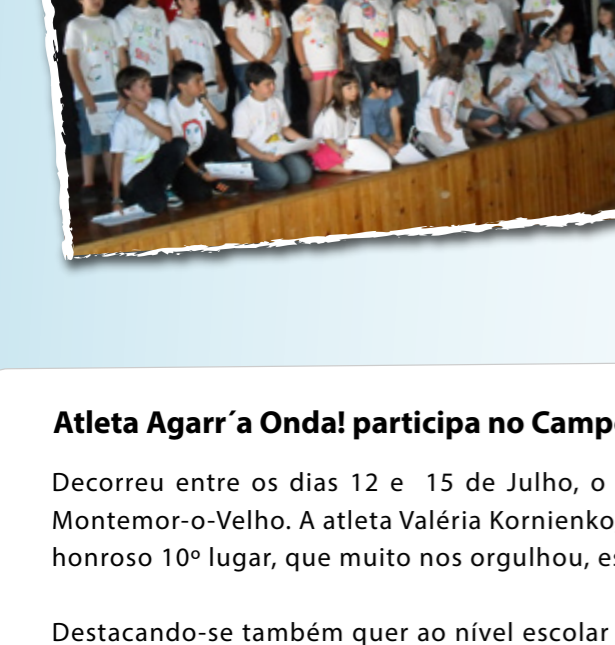 Atleta Agarr´a Onda! participa no Camp
Decorreu entre os dias 12 e 15 de Julho, o
Montemor-o-Velho. A atleta Valéria Kornienko
honroso 10º lugar, que muito nos orgulhou, es
Destacando-se também quer ao nível escolar